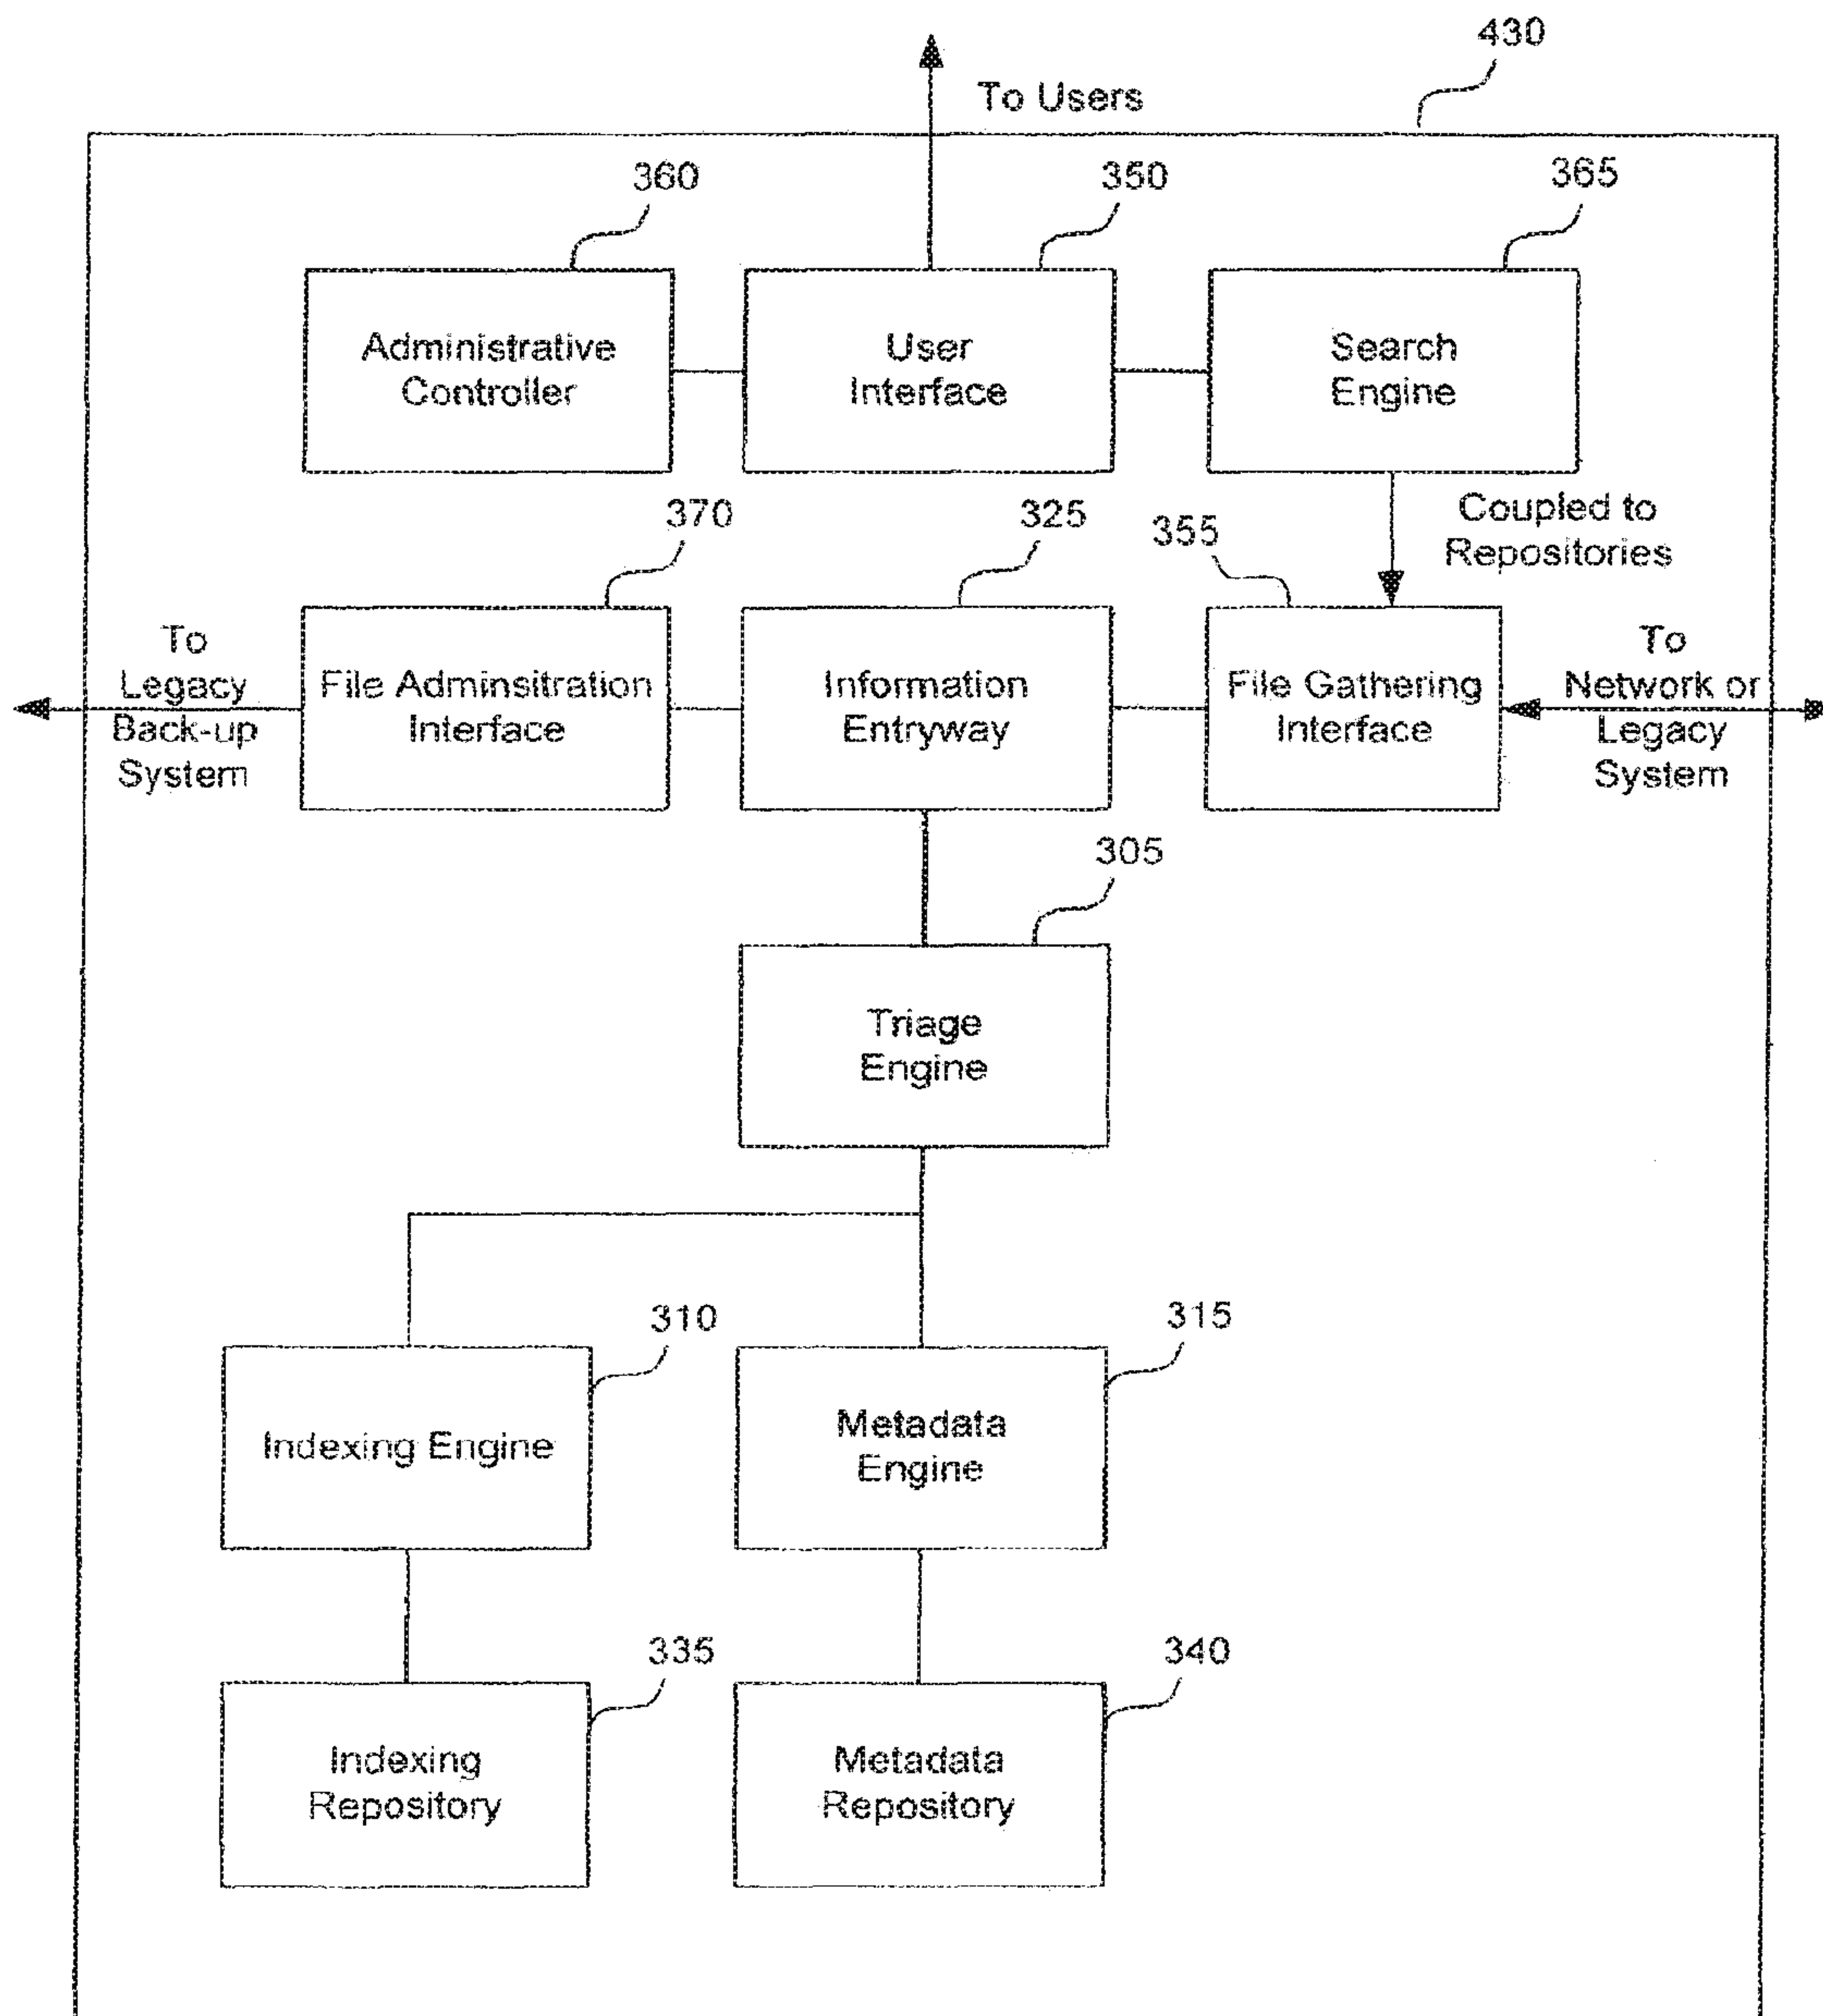 430
To Users
360
350
365
Administrative
Controller
User
Interface
Search
Engine
Coupled to
Repositories
370
325
355
To
Legacy
Back-up
System
File Adminsitration
Interface
Information
Entryway
File Gathering
Interface
To
Network or
Legacy
System
305
Triage
Engine
310
315
Indexing Engine
Metadata
Engine
335
340
Indexing
Repository
Metadata
Repository